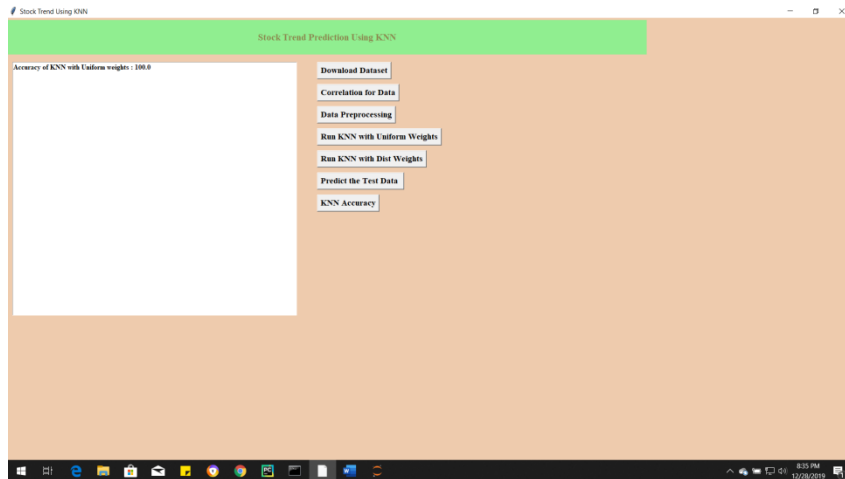 Stock Trend Using KNN
Stock Trend Prediction Using KNN
Accuracy of KNN with Uniform weights : 100.0
Download Dataset
Correlation for Data
Data Preprocessing
Run KNN with Uniform Weights
Run KNN with Dist Weights
Predict the Test Data
KNN Accuracy
8:35 PM
12/28/2019